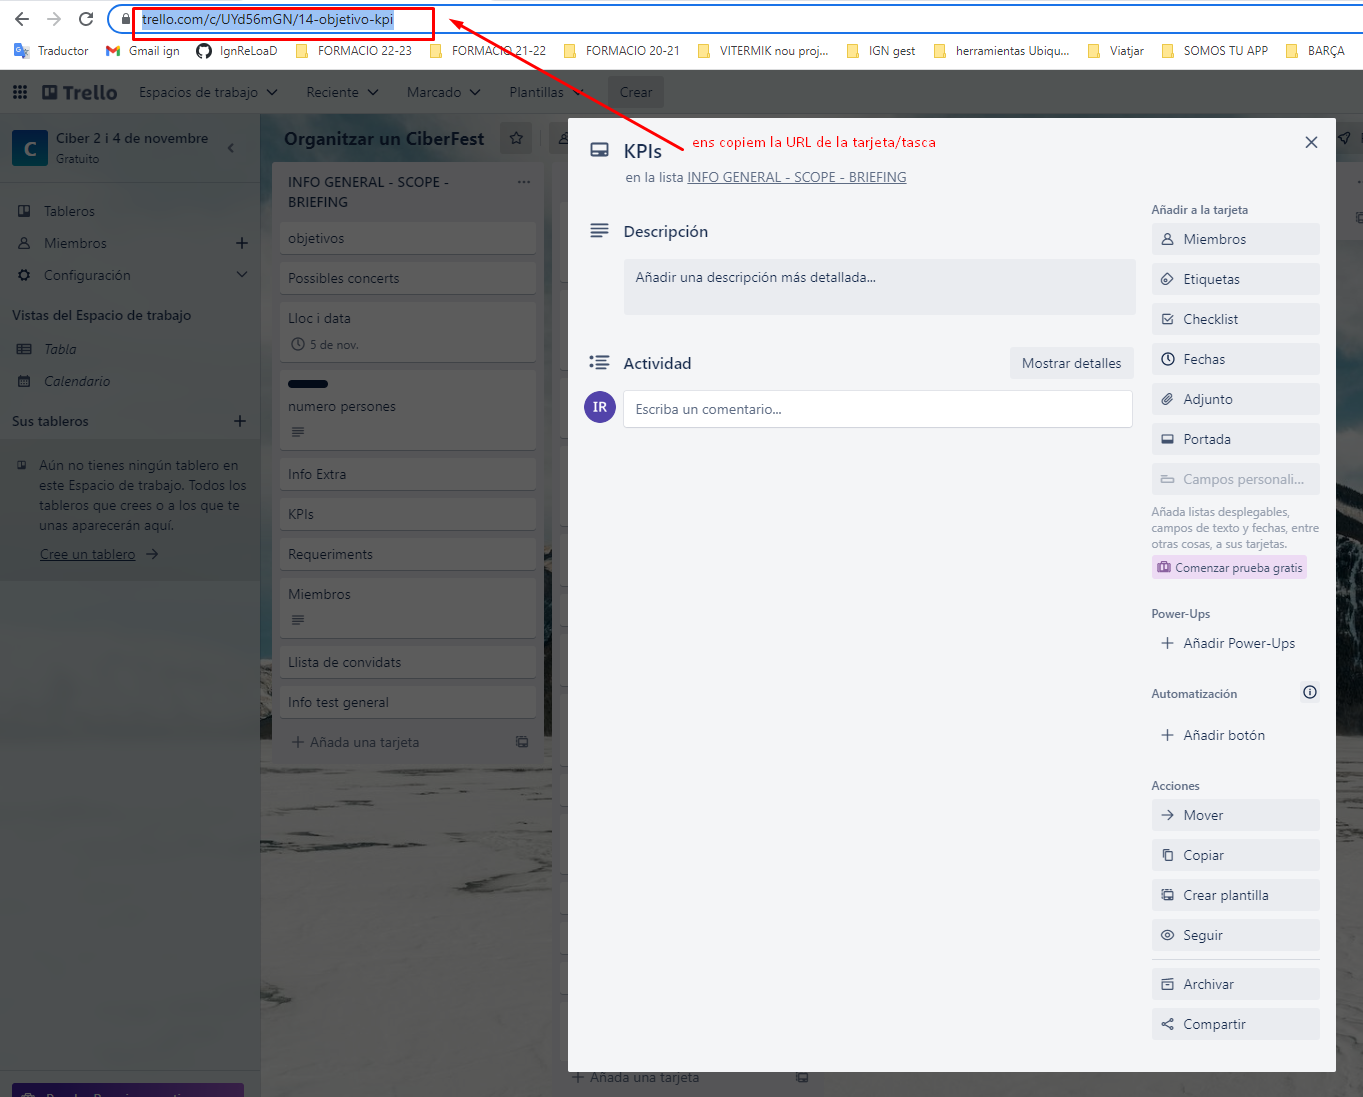 trello.com/c/UYd56mGN/14-objetivo-kpi
Traductor
Gmail ign
IgnReLoaD
FORMACIO 22-23
FORMACIO 21-22
FORMACIO 20-21
VITERMIK nou proj...
IGN gest
herramientas Ubiqu...
Viatjar
SOMOS TU APP
BARÇA
Trello
Espacios de trabajo
Reciente
Marcado
Plantillas
Crear
C
Ciber 2 i 4 de novembre
Gratuito
Tableros
Miembros
Configuración
Vistas del Espacio de trabajo
Tabla
Calendario
Sus tableros
Aún no tienes ningún tablero en
este Espacio de trabajo. Todos los
tableros que crees o a los que te
unas aparecerán aquí.
Cree un tablero
Organitzar un CiberFest
INFO GENERAL - SCOPE -
BRIEFING
objetivos
Possibles concerts
Lloc i data
5 de nov.
numero persones
Info Extra
KPIs
Requeriments
Miembros
Llista de convidats
Info test general
Añada una tarjeta
KPIs
ens copiem la URL de la tarjeta/tasca
en la lista INFO GENERAL - SCOPE - BRIEFING
Descripción
Añadir una descripción más detallada...
Actividad
Mostrar detalles
IR
Escriba un comentario...
Añadir a la tarjeta
Miembros
Etiquetas
Checklist
Fechas
Adjunto
Portada
Campos personali...
Añada listas desplegables,
campos de texto y fechas, entre
otras cosas, a sus tarjetas.
Comenzar prueba gratis
Power-Ups
Añadir Power-Ups
Automatización
Añadir botón
Acciones
Mover
Copiar
Crear plantilla
Seguir
Archivar
Compartir
Añada una tarjeta